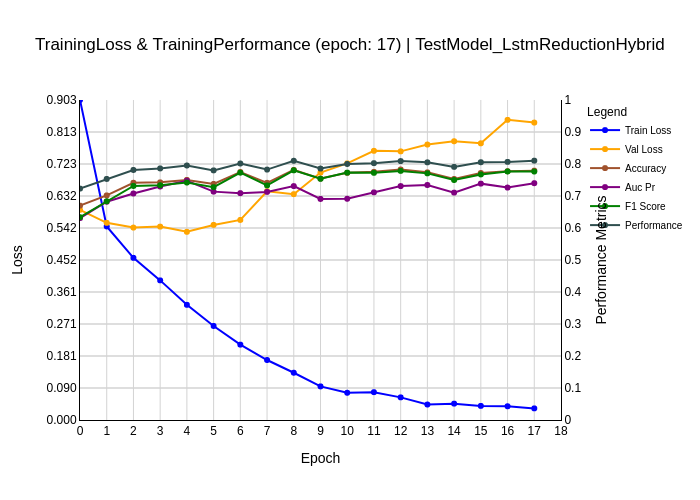 TrainingLoss & TrainingPerformance (epoch: 17) | TestModel_LstmReductionHybrid
0.903
0.813
0.723
0.632
0.542
0.452
0.361
0.271
0.181
0.090
0.000
Loss
0 1 2 3 4 5 6 7 8 9 10 11 12 13 14 15 16 17 18
Epoch
1
0.9
0.8
0.7
0.6
0.5
0.4
0.3
0.2
0.1
0
Performance Metrics
Legend
Train Loss
Val Loss
Accuracy
Auc Pr
F1 Score
Performance